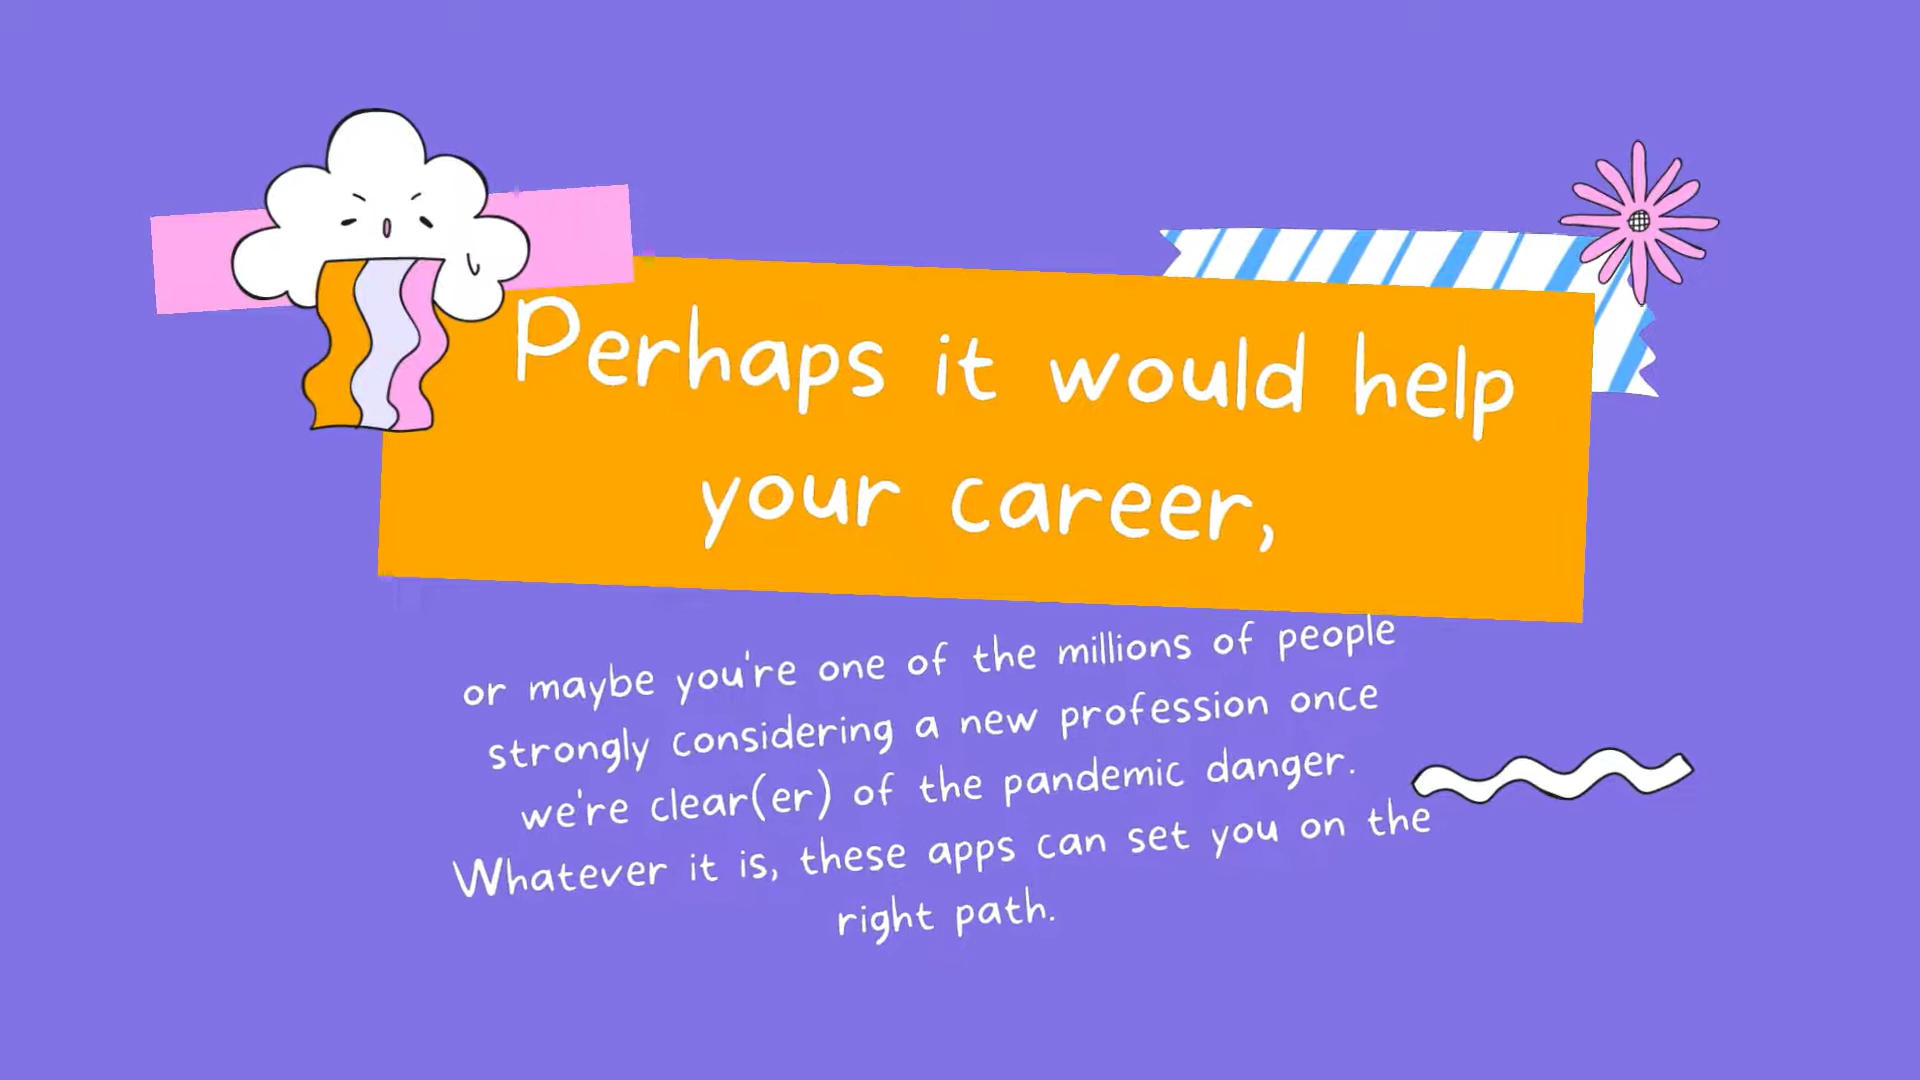 Perhaps it would help
your career,
or maybe you're one of the millions of people
strongly considering a new profession once
we're clear(er) of the pandemic danger.
Whatever it is, these apps can set you on the
right path.